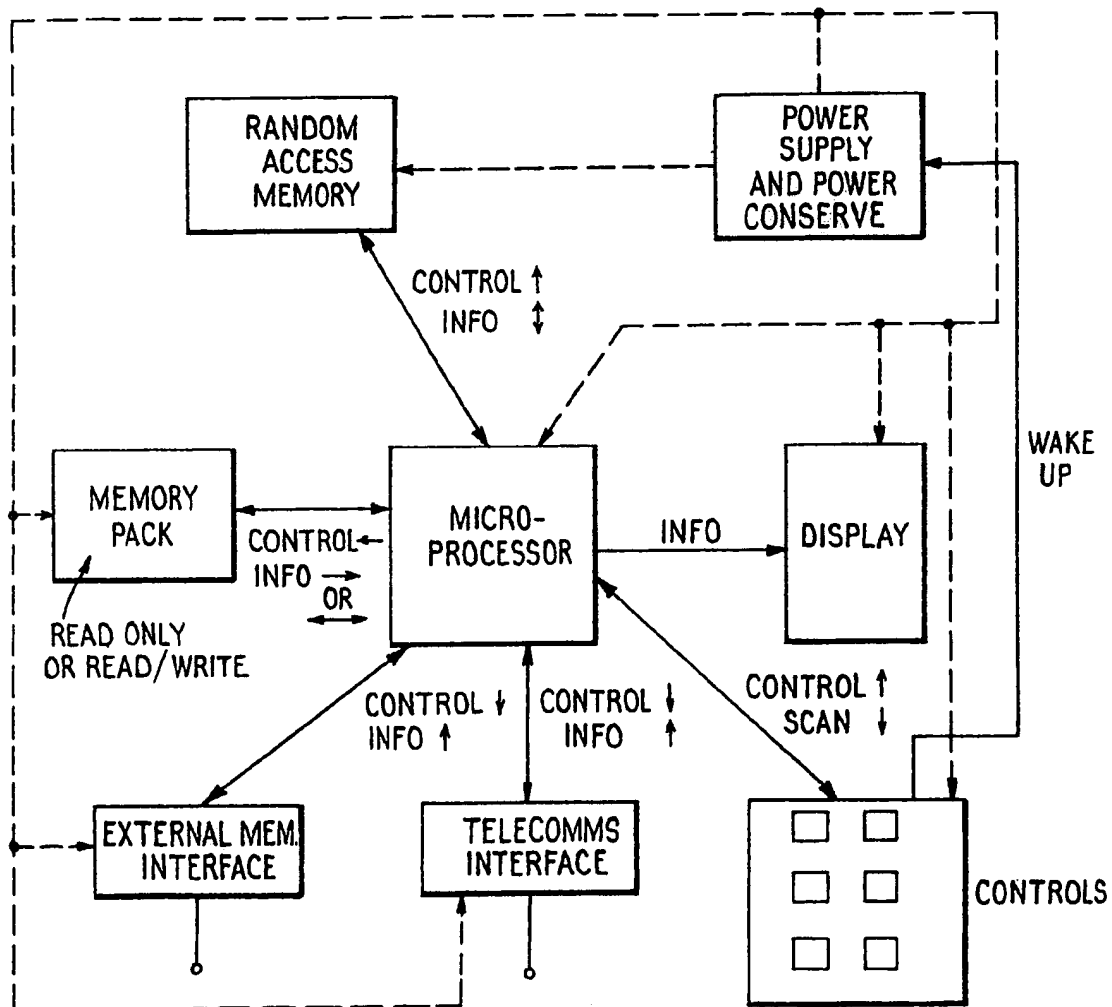 RANDOM
ACCESS
MEMORY
POWER
SUPPLY
AND POWER
CONSERVE
CONTROL ↑
INFO ↕
WAKE
UP
MEMORY
PACK
CONTROL ←
INFO →
OR
↔
READ ONLY
OR READ/WRITE
MICRO-
PROCESSOR
INFO
DISPLAY
CONTROL ↓
INFO ↑
CONTROL ↓
INFO ↑
CONTROL ↑
SCAN ↓
EXTERNAL MEM.
INTERFACE
TELECOMMS
INTERFACE
CONTROLS